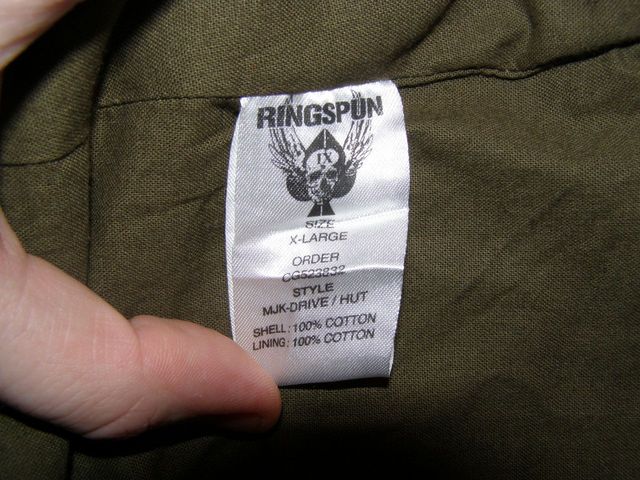 RINGSPUN
IX
SIZE
X-LARGE
ORDER
CG523832
STYLE
MJK-DRIVE / HUT
SHELL: 100% COTTON
LINING: 100% COTTON